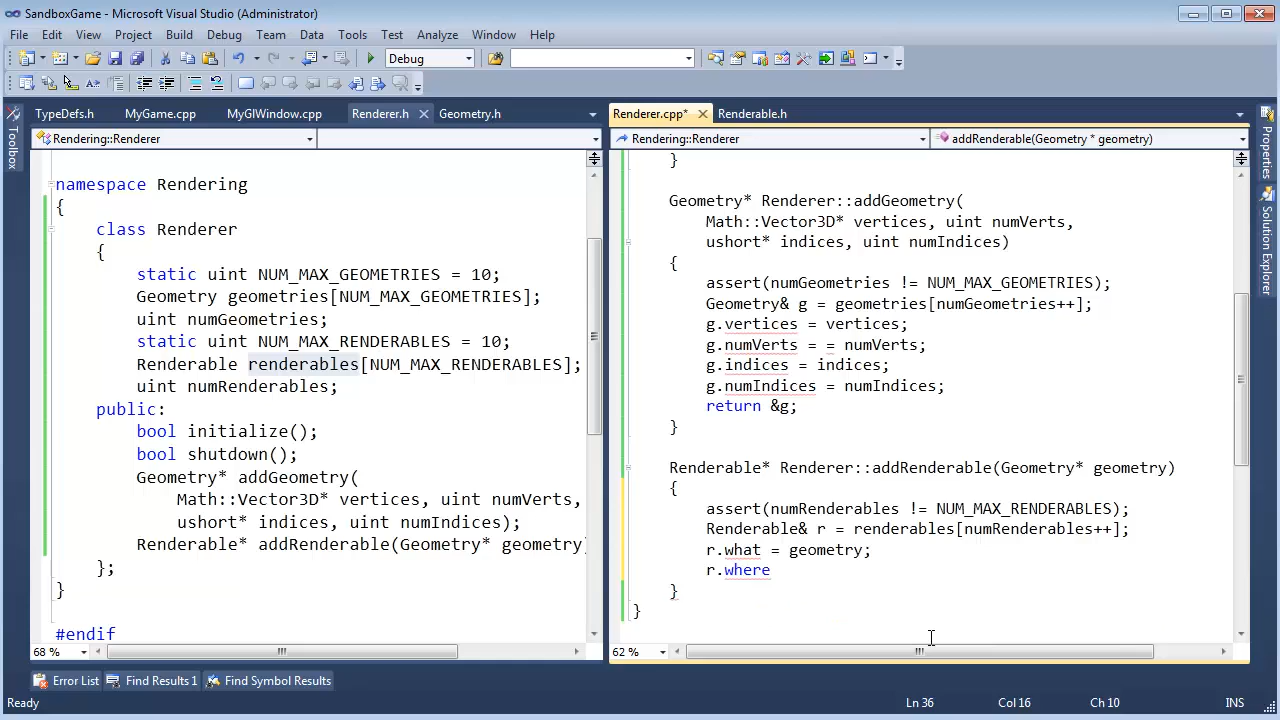 SandboxGame - Microsoft Visual Studio (Administrator)
File Edit View Project Build Debug Team Data Tools Test Analyze Window Help
Debug
TypeDefs.h MyGame.cpp MyGlWindow.cpp Renderer.h Geometry.h
Renderer.cpp* Renderable.h
Rendering::Renderer
Rendering::Renderer addRenderable(Geometry * geometry)
Toolbox
namespace Rendering
{
class Renderer
{
static uint NUM_MAX_GEOMETRIES = 10;
Geometry geometries[NUM_MAX_GEOMETRIES];
uint numGeometries;
static uint NUM_MAX_RENDERABLES = 10;
Renderable renderables[NUM_MAX_RENDERABLES];
uint numRenderables;
public:
bool initialize();
bool shutdown();
Geometry* addGeometry(
Math::Vector3D* vertices, uint numVerts,
ushort* indices, uint numIndices);
Renderable* addRenderable(Geometry* geometry)
};
}
#endif
68 %
}
Geometry* Renderer::addGeometry(
Math::Vector3D* vertices, uint numVerts,
ushort* indices, uint numIndices)
{
assert(numGeometries != NUM_MAX_GEOMETRIES);
Geometry& g = geometries[numGeometries++];
g.vertices = vertices;
g.numVerts = = numVerts;
g.indices = indices;
g.numIndices = numIndices;
return &g;
}
Renderable* Renderer::addRenderable(Geometry* geometry)
{
assert(numRenderables != NUM_MAX_RENDERABLES);
Renderable& r = renderables[numRenderables++];
r.what = geometry;
r.where
}
}
62 %
Properties
Solution Explorer
Error List Find Results 1 Find Symbol Results
Ready Ln 36 Col 16 Ch 10 INS